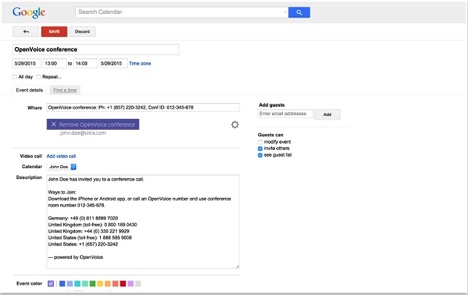 Google
Search Calendar
SAVE
Discard
OpenVoice conference
5/29/2015 13:00 to 14:00 5/29/2015 Time zone
All day Repeat...
Event details Find a time
Where OpenVoice conference: Ph: +1 (657) 220-3242, Conf ID: 012-345-678
Remove OpenVoice conference
john.doe@citrix.com
Video call Add video call
Calendar John Doe
Description John Doe has invited you to a conference call.
Ways to Join:
Download the iPhone or Android app, or call an OpenVoice number and use conference
room number 012-345-678.
Germany: +49 (0) 811 8899 7020
United Kingdom (toll-free): 0 800 169 0430
United Kingdom: +44 (0) 330 221 9929
United States (toll-free): 1 888 585 9008
United States: +1 (657) 220-3242
— powered by OpenVoice
Event color
Add guests
Enter email addresses Add
Guests can
modify event
invite others
see guest list